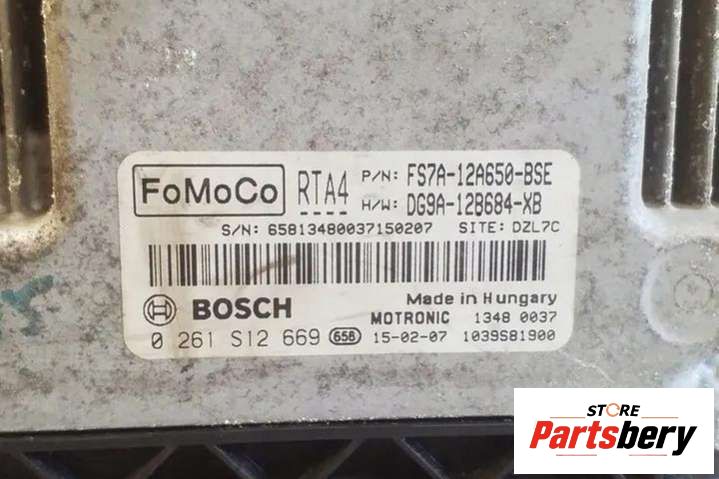 FoMoCo RTA4 P/N: FS7A-12A650-BSE
H/W: DG9A-12B684-XB
S/N: 65813480037150207 SITE: DZL7C
BOSCH Made in Hungary
MOTRONIC 1348 0037
0 261 S12 669 658 15-02-07 1039S81900
STORE
Partsbery